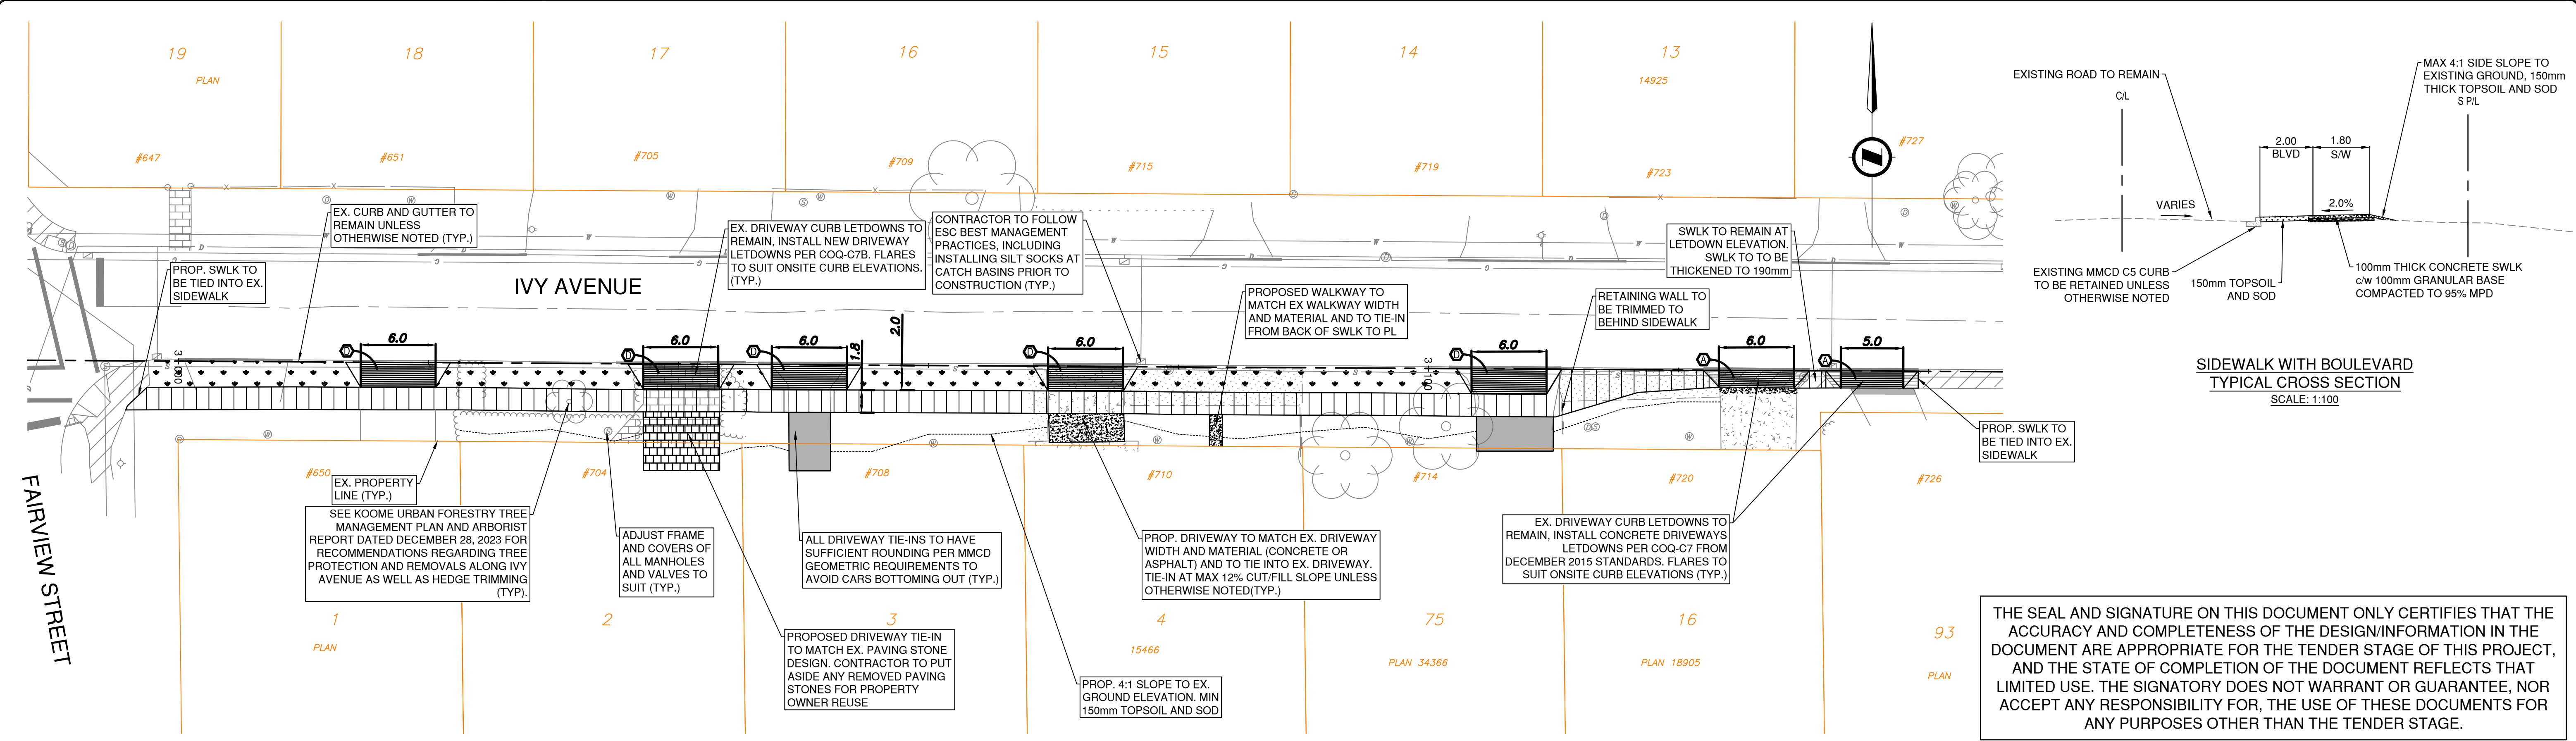 19
18
17
16
15
14
13
PLAN
14925
#647
#651
#705
#709
#715
#719
#723
#727
EX. CURB AND GUTTER TO
REMAIN UNLESS
OTHERWISE NOTED (TYP.)
PROP. SWLK TO
BE TIED INTO EX.
SIDEWALK
IVY AVENUE
EX. DRIVEWAY CURB LETDOWNS TO
REMAIN, INSTALL NEW DRIVEWAY
LETDOWNS PER COQ-C7B. FLARES
TO SUIT ONSITE CURB ELEVATIONS.
(TYP.)
CONTRACTOR TO FOLLOW
ESC BEST MANAGEMENT
PRACTICES, INCLUDING
INSTALLING SILT SOCKS AT
CATCH BASINS PRIOR TO
CONSTRUCTION (TYP.)
PROPOSED WALKWAY TO
MATCH EX WALKWAY WIDTH
AND MATERIAL AND TO TIE-IN
FROM BACK OF SWLK TO PL
SWLK TO REMAIN AT
LETDOWN ELEVATION.
SWLK TO TO BE
THICKENED TO 190mm
RETAINING WALL TO
BE TRIMMED TO
BEHIND SIDEWALK
6.0
6.0
6.0
1.8
2.0
6.0
6.0
6.0
5.0
D
D
D
D
D
A
A
PROP. SWLK TO
BE TIED INTO EX.
SIDEWALK
#650
#704
#708
#710
#714
#720
#726
EX. PROPERTY
LINE (TYP.)
SEE KOOME URBAN FORESTRY TREE
MANAGEMENT PLAN AND ARBORIST
REPORT DATED DECEMBER 28, 2023 FOR
RECOMMENDATIONS REGARDING TREE
PROTECTION AND REMOVALS ALONG IVY
AVENUE AS WELL AS HEDGE TRIMMING
(TYP).
ADJUST FRAME
AND COVERS OF
ALL MANHOLES
AND VALVES TO
SUIT (TYP.)
ALL DRIVEWAY TIE-INS TO HAVE
SUFFICIENT ROUNDING PER MMCD
GEOMETRIC REQUIREMENTS TO
AVOID CARS BOTTOMING OUT (TYP.)
PROP. DRIVEWAY TO MATCH EX. DRIVEWAY
WIDTH AND MATERIAL (CONCRETE OR
ASPHALT) AND TO TIE INTO EX. DRIVEWAY.
TIE-IN AT MAX 12% CUT/FILL SLOPE UNLESS
OTHERWISE NOTED(TYP.)
EX. DRIVEWAY CURB LETDOWNS TO
REMAIN, INSTALL CONCRETE DRIVEWAYS
LETDOWNS PER COQ-C7 FROM
DECEMBER 2015 STANDARDS. FLARES TO
SUIT ONSITE CURB ELEVATIONS (TYP.)
FAIRVIEW STREET
1
2
3
4
75
16
93
PLAN
15466
PLAN 34366
PLAN 18905
PLAN
PROPOSED DRIVEWAY TIE-IN
TO MATCH EX. PAVING STONE
DESIGN. CONTRACTOR TO PUT
ASIDE ANY REMOVED PAVING
STONES FOR PROPERTY
OWNER REUSE
PROP. 4:1 SLOPE TO EX.
GROUND ELEVATION. MIN
150mm TOPSOIL AND SOD
EXISTING ROAD TO REMAIN
C/L
MAX 4:1 SIDE SLOPE TO
EXISTING GROUND, 150mm
THICK TOPSOIL AND SOD
S P/L
2.00
1.80
BLVD
S/W
VARIES
2.0%
EXISTING MMCD C5 CURB
TO BE RETAINED UNLESS
OTHERWISE NOTED
150mm TOPSOIL
AND SOD
100mm THICK CONCRETE SWLK
c/w 100mm GRANULAR BASE
COMPACTED TO 95% MPD
SIDEWALK WITH BOULEVARD
TYPICAL CROSS SECTION
SCALE: 1:100
THE SEAL AND SIGNATURE ON THIS DOCUMENT ONLY CERTIFIES THAT THE
ACCURACY AND COMPLETENESS OF THE DESIGN/INFORMATION IN THE
DOCUMENT ARE APPROPRIATE FOR THE TENDER STAGE OF THIS PROJECT,
AND THE STATE OF COMPLETION OF THE DOCUMENT REFLECTS THAT
LIMITED USE. THE SIGNATORY DOES NOT WARRANT OR GUARANTEE, NOR
ACCEPT ANY RESPONSIBILITY FOR, THE USE OF THESE DOCUMENTS FOR
ANY PURPOSES OTHER THAN THE TENDER STAGE.